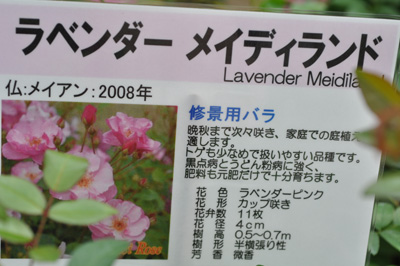 ラベンダー メイディランド
Lavender Meidila
仏:メイアン:2008年
修景用バラ
晩秋まで次々咲き、家庭での庭植え
適します。
トゲも少なめで扱いやすい品種です。
黒点病とうどん粉病に強く、
肥料も元肥だけで十分育ちます。
花 色 ラベンダーピンク
花 形 カップ咲き
花弁数 11枚
花 径 4cm
樹 高 0.5~0.7m
樹 形 半横張り性
芳 香 微香
Rose